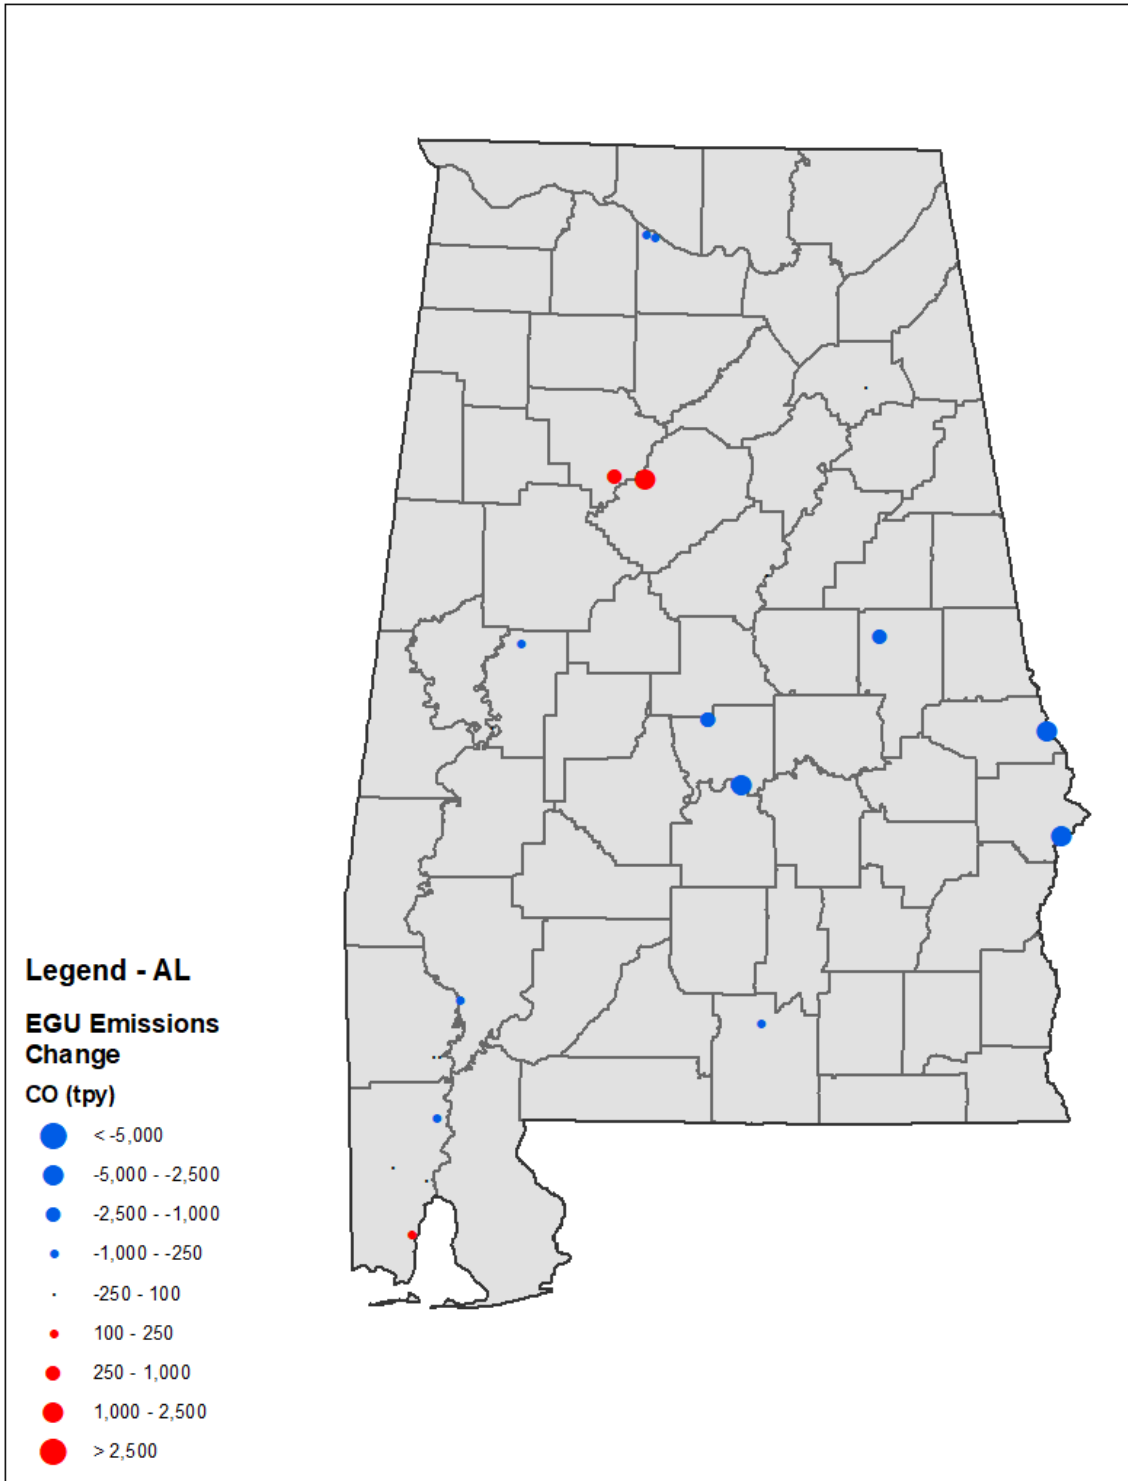 Legend - AL
EGU Emissions
Change
CO (tpy)
< -5,000
-5,000 - -2,500
-2,500 - -1,000
-1,000 - -250
-250 - 100
100 - 250
250 - 1,000
1,000 - 2,500
> 2,500